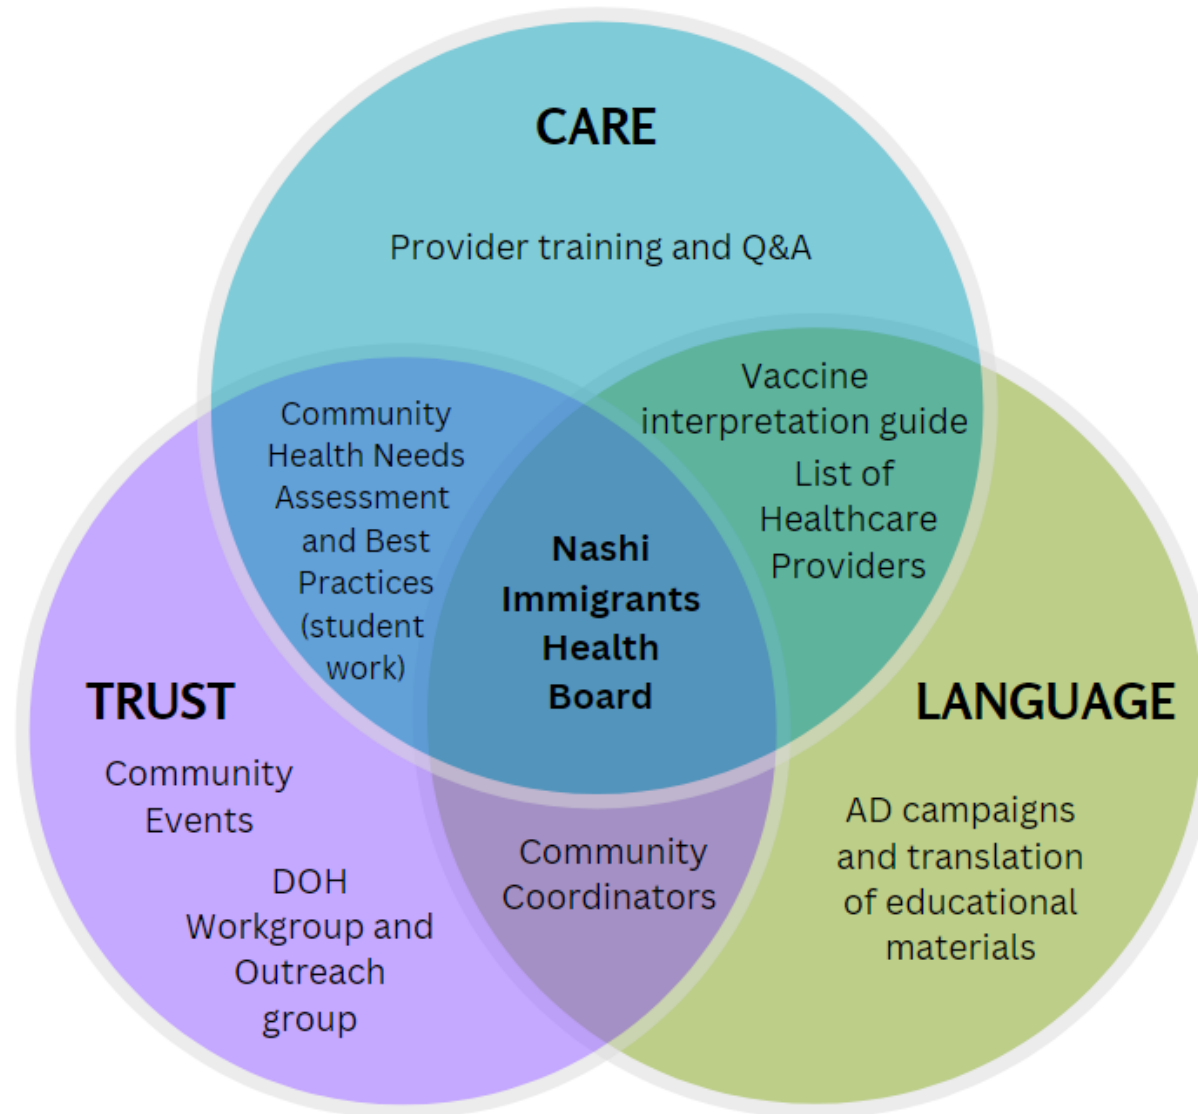 CARE
Provider training and Q&A
Community
Health Needs
Assessment
and Best
Practices
(student
work)
Vaccine
interpretation guide
List of
Healthcare
Providers
Nashi
Immigrants
Health
Board
TRUST
Community
Events
DOH
Workgroup and
Outreach
group
Community
Coordinators
LANGUAGE
AD campaigns
and translation
of educational
materials